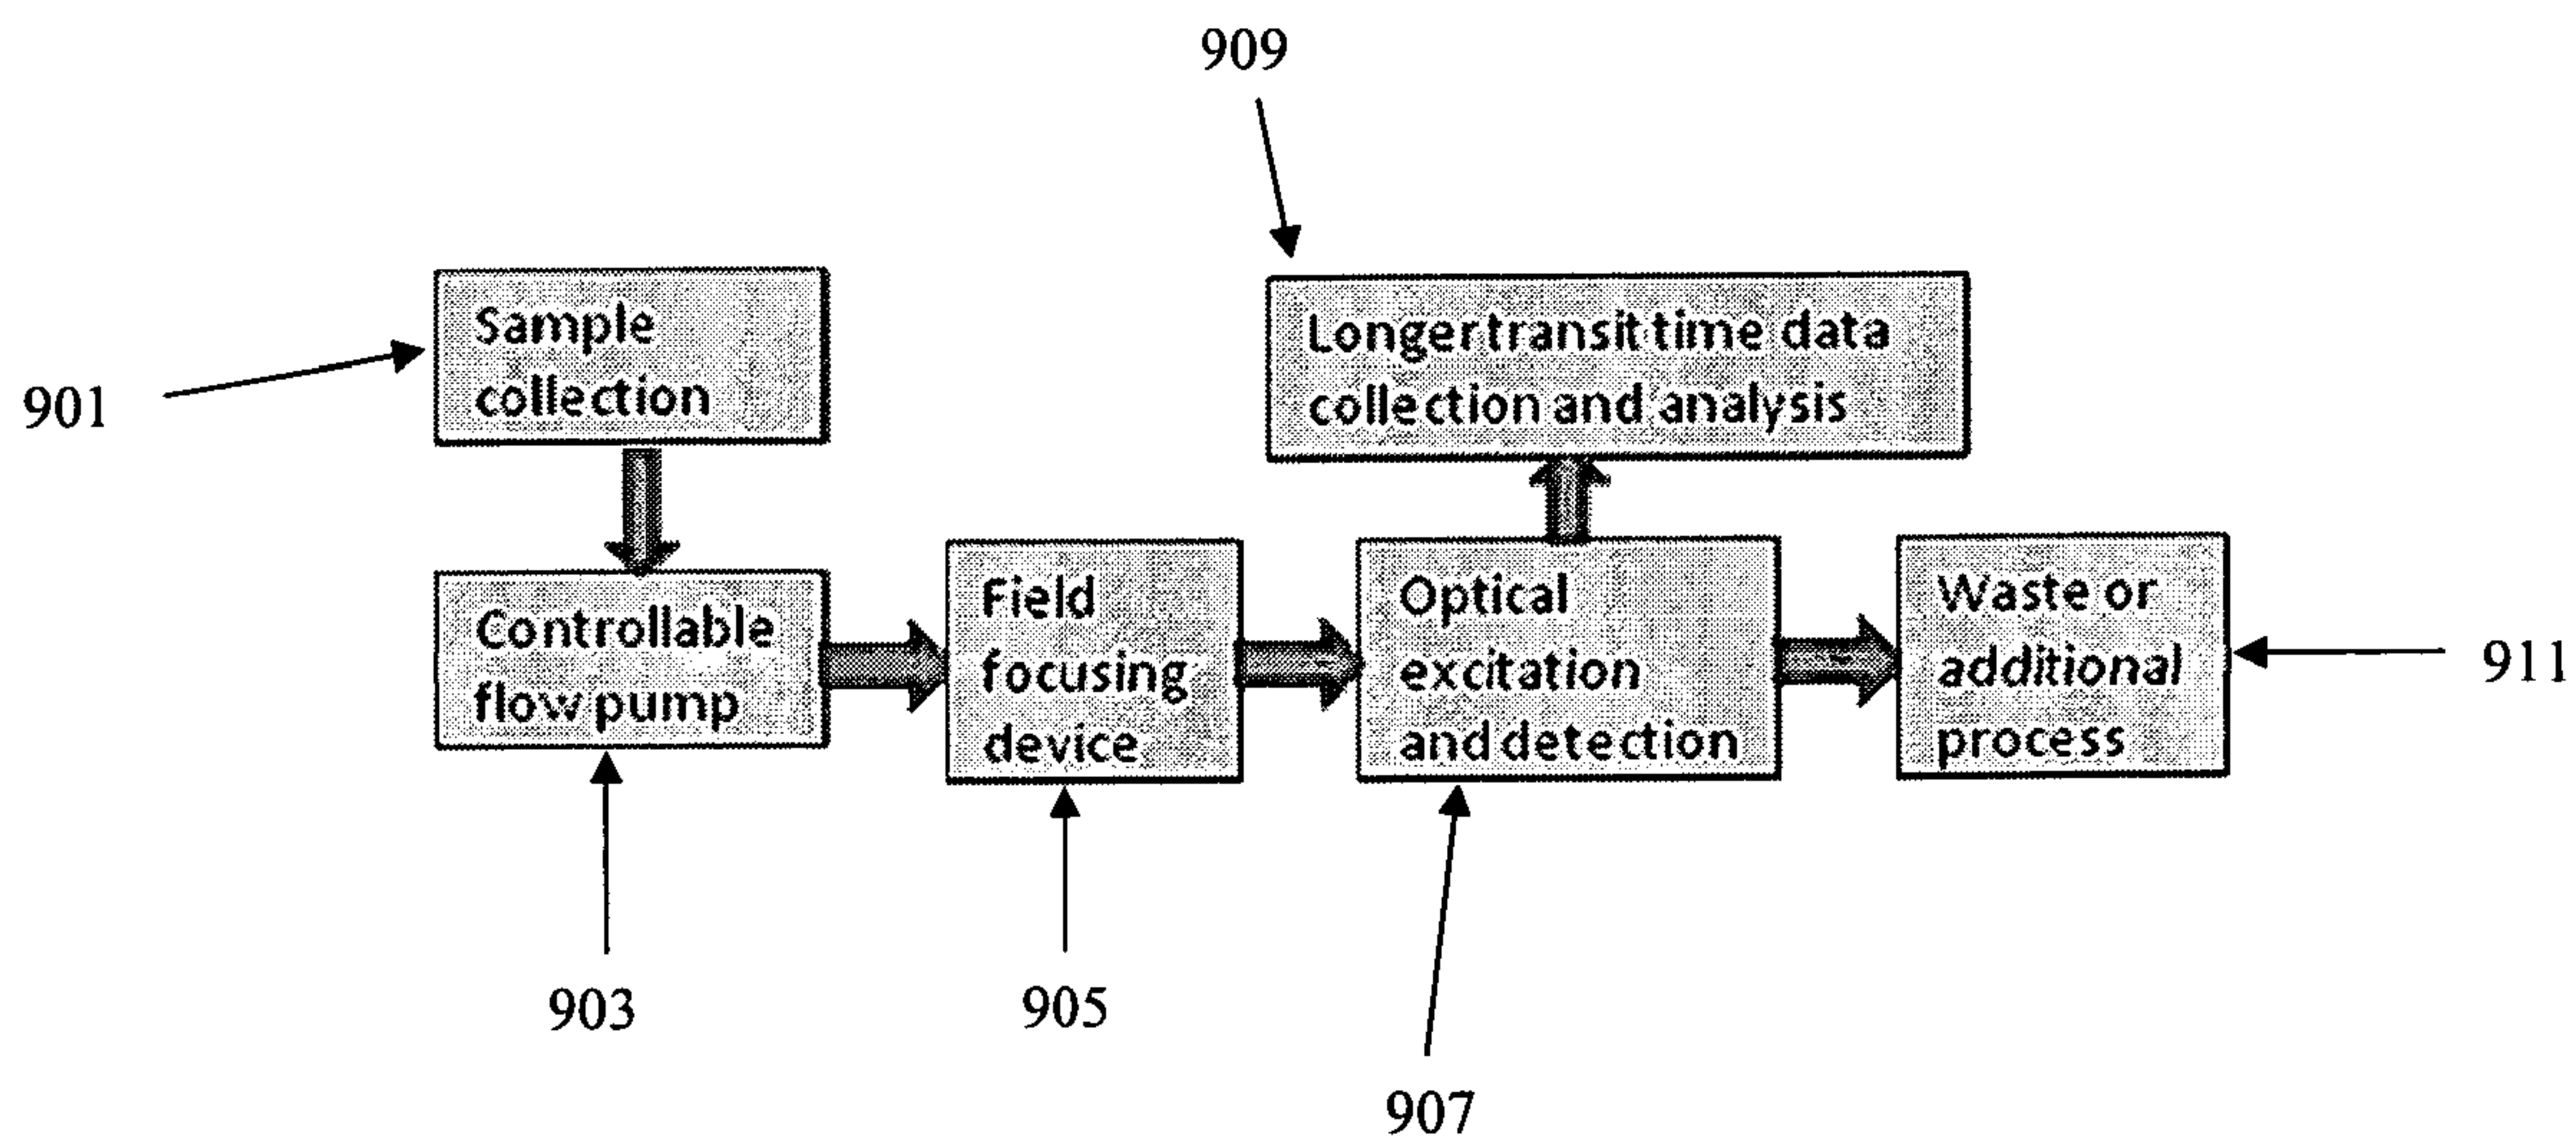 909
Sample
collection
Longer transit time data
collection and analysis
901
Controllable
flow pump
Field
focusing
device
Optical
excitation
and detection
Waste or
additional
process
911
903
905
907